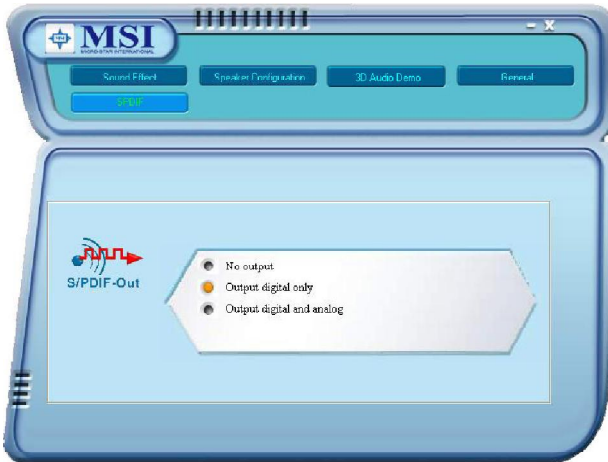 MSI
MICRO-STAR INTERNATIONAL
- X
Sound Effect
Speaker Configuration
3D Audio Demo
General
SPDIF
S/PDIF-Out
No output
Output digital only
Output digital and analog